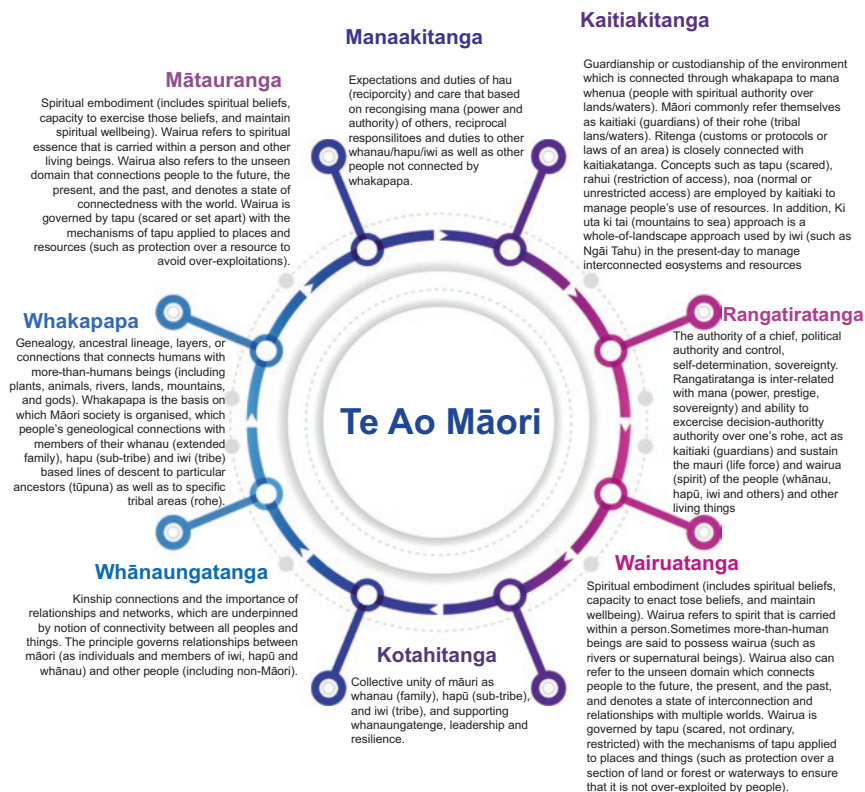 Manaakitanga
Expectations and duties of hau
(reciporcity) and care that based
on recongising mana (power and
authority) of others, reciprocal
responsilitoes and duties to other
whanau/hapu/iwi as well as other
people not connected by
whakapapa.
Kaitiakitanga
Guardianship or custodianship of the environment
which is connected through whakapapa to mana
whenua (people with spiritual authority over
lands/waters). Māori commonly refer themselves
as kaitiaki (guardians) of their rohe (tribal
lans/waters). Ritenga (customs or protocols or
laws of an area) is closely connected with
kaitiakatanga. Concepts such as tapu (scared),
rahui (restriction of access), noa (normal or
unrestricted access) are employed by kaitiaki to
manage people's use of resources. In addition, Ki
uta ki tai (mountains to sea) approach is a
whole-of-landscape approach used by iwi (such as
Ngāi Tahu) in the present-day to manage
interconnected eosystems and resources
Mātauranga
Spiritual embodiment (includes spiritual beliefs,
capacity to exercise those beliefs, and maintain
spiritual wellbeing). Wairua refers to spiritual
essence that is carried within a person and other
living beings. Wairua also refers to the unseen
domain that connections people to the future, the
present, and the past, and denotes a state of
connectedness with the world. Wairua is
governed by tapu (scared or set apart) with the
mechanisms of tapu applied to places and
resources (such as protection over a resource to
avoid over-exploitations).
Whakapapa
Genealogy, ancestral lineage, layers, or
connections that connects humans with
more-than-humans beings (including
plants, animals, rivers, lands, mountains,
and gods). Whakapapa is the basis on
which Māori society is organised, which
people's geneological connections with
members of their whanau (extended
family), hapu (sub-tribe) and iwi (tribe)
based lines of descent to particular
ancestors (tūpuna) as well as to specific
tribal areas (rohe).
Te Ao Māori
Rangatiratanga
The authority of a chief, political
authority and control,
self-determination, sovereignty.
Rangatiratanga is inter-related
with mana (power, prestige,
sovereignty) and ability to
excercise decision-authoritty
authority over one's rohe, act as
kaitiaki (guardians) and sustain
the mauri (life force) and wairua
(spirit) of the people (whānau,
hapū, iwi and others) and other
living things
Whānaungatanga
Kinship connections and the importance of
relationships and networks, which are underpinned
by notion of connectivity between all peoples and
things. The principle governs relationships between
māori (as individuals and members of iwi, hapū and
whānau) and other people (including non-Māori).
Kotahitanga
Collective unity of māuri as
whanau (family), hapū (sub-tribe),
and iwi (tribe), and supporting
whanaungatenge, leadership and
resilience.
Wairuatanga
Spiritual embodiment (includes spiritual beliefs,
capacity to enact tose beliefs, and maintain
wellbeing). Wairua refers to spirit that is carried
within a person.Sometimes more-than-human
beings are said to possess wairua (such as
rivers or supernatural beings). Wairua also can
refer to the unseen domain which connects
people to the future, the present, and the past,
and denotes a state of interconnection and
relationships with multiple worlds. Wairua is
governed by tapu (scared, not ordinary,
restricted) with the mechanisms of tapu applied
to places and things (such as protection over a
section of land or forest or waterways to ensure
that it is not over-exploited by people).